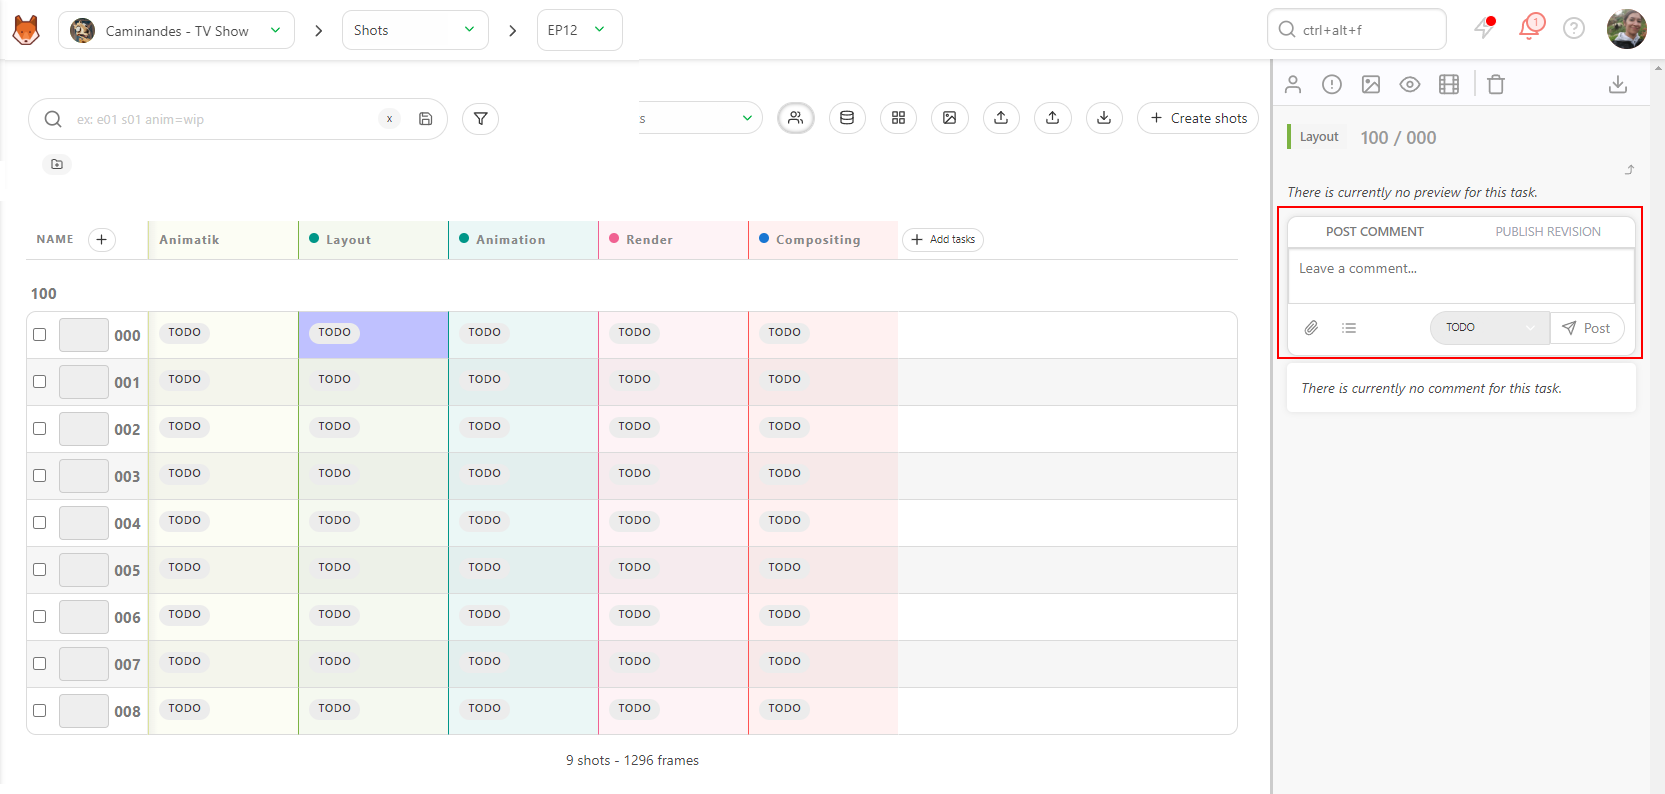 Caminandes - TV Show
Shots
EP12
ctrl+alt+f
1
?
ex: e01 s01 anim=wip
x
s
Create shots
Layout
100 / 000
There is currently no preview for this task.
POST COMMENT
PUBLISH REVISION
Leave a comment...
TODO
Post
There is currently no comment for this task.
NAME
Animatik
Layout
Animation
Render
Compositing
Add tasks
100
000 TODO TODO TODO TODO TODO
001 TODO TODO TODO TODO TODO
002 TODO TODO TODO TODO TODO
003 TODO TODO TODO TODO TODO
004 TODO TODO TODO TODO TODO
005 TODO TODO TODO TODO TODO
006 TODO TODO TODO TODO TODO
007 TODO TODO TODO TODO TODO
008 TODO TODO TODO TODO TODO
9 shots - 1296 frames